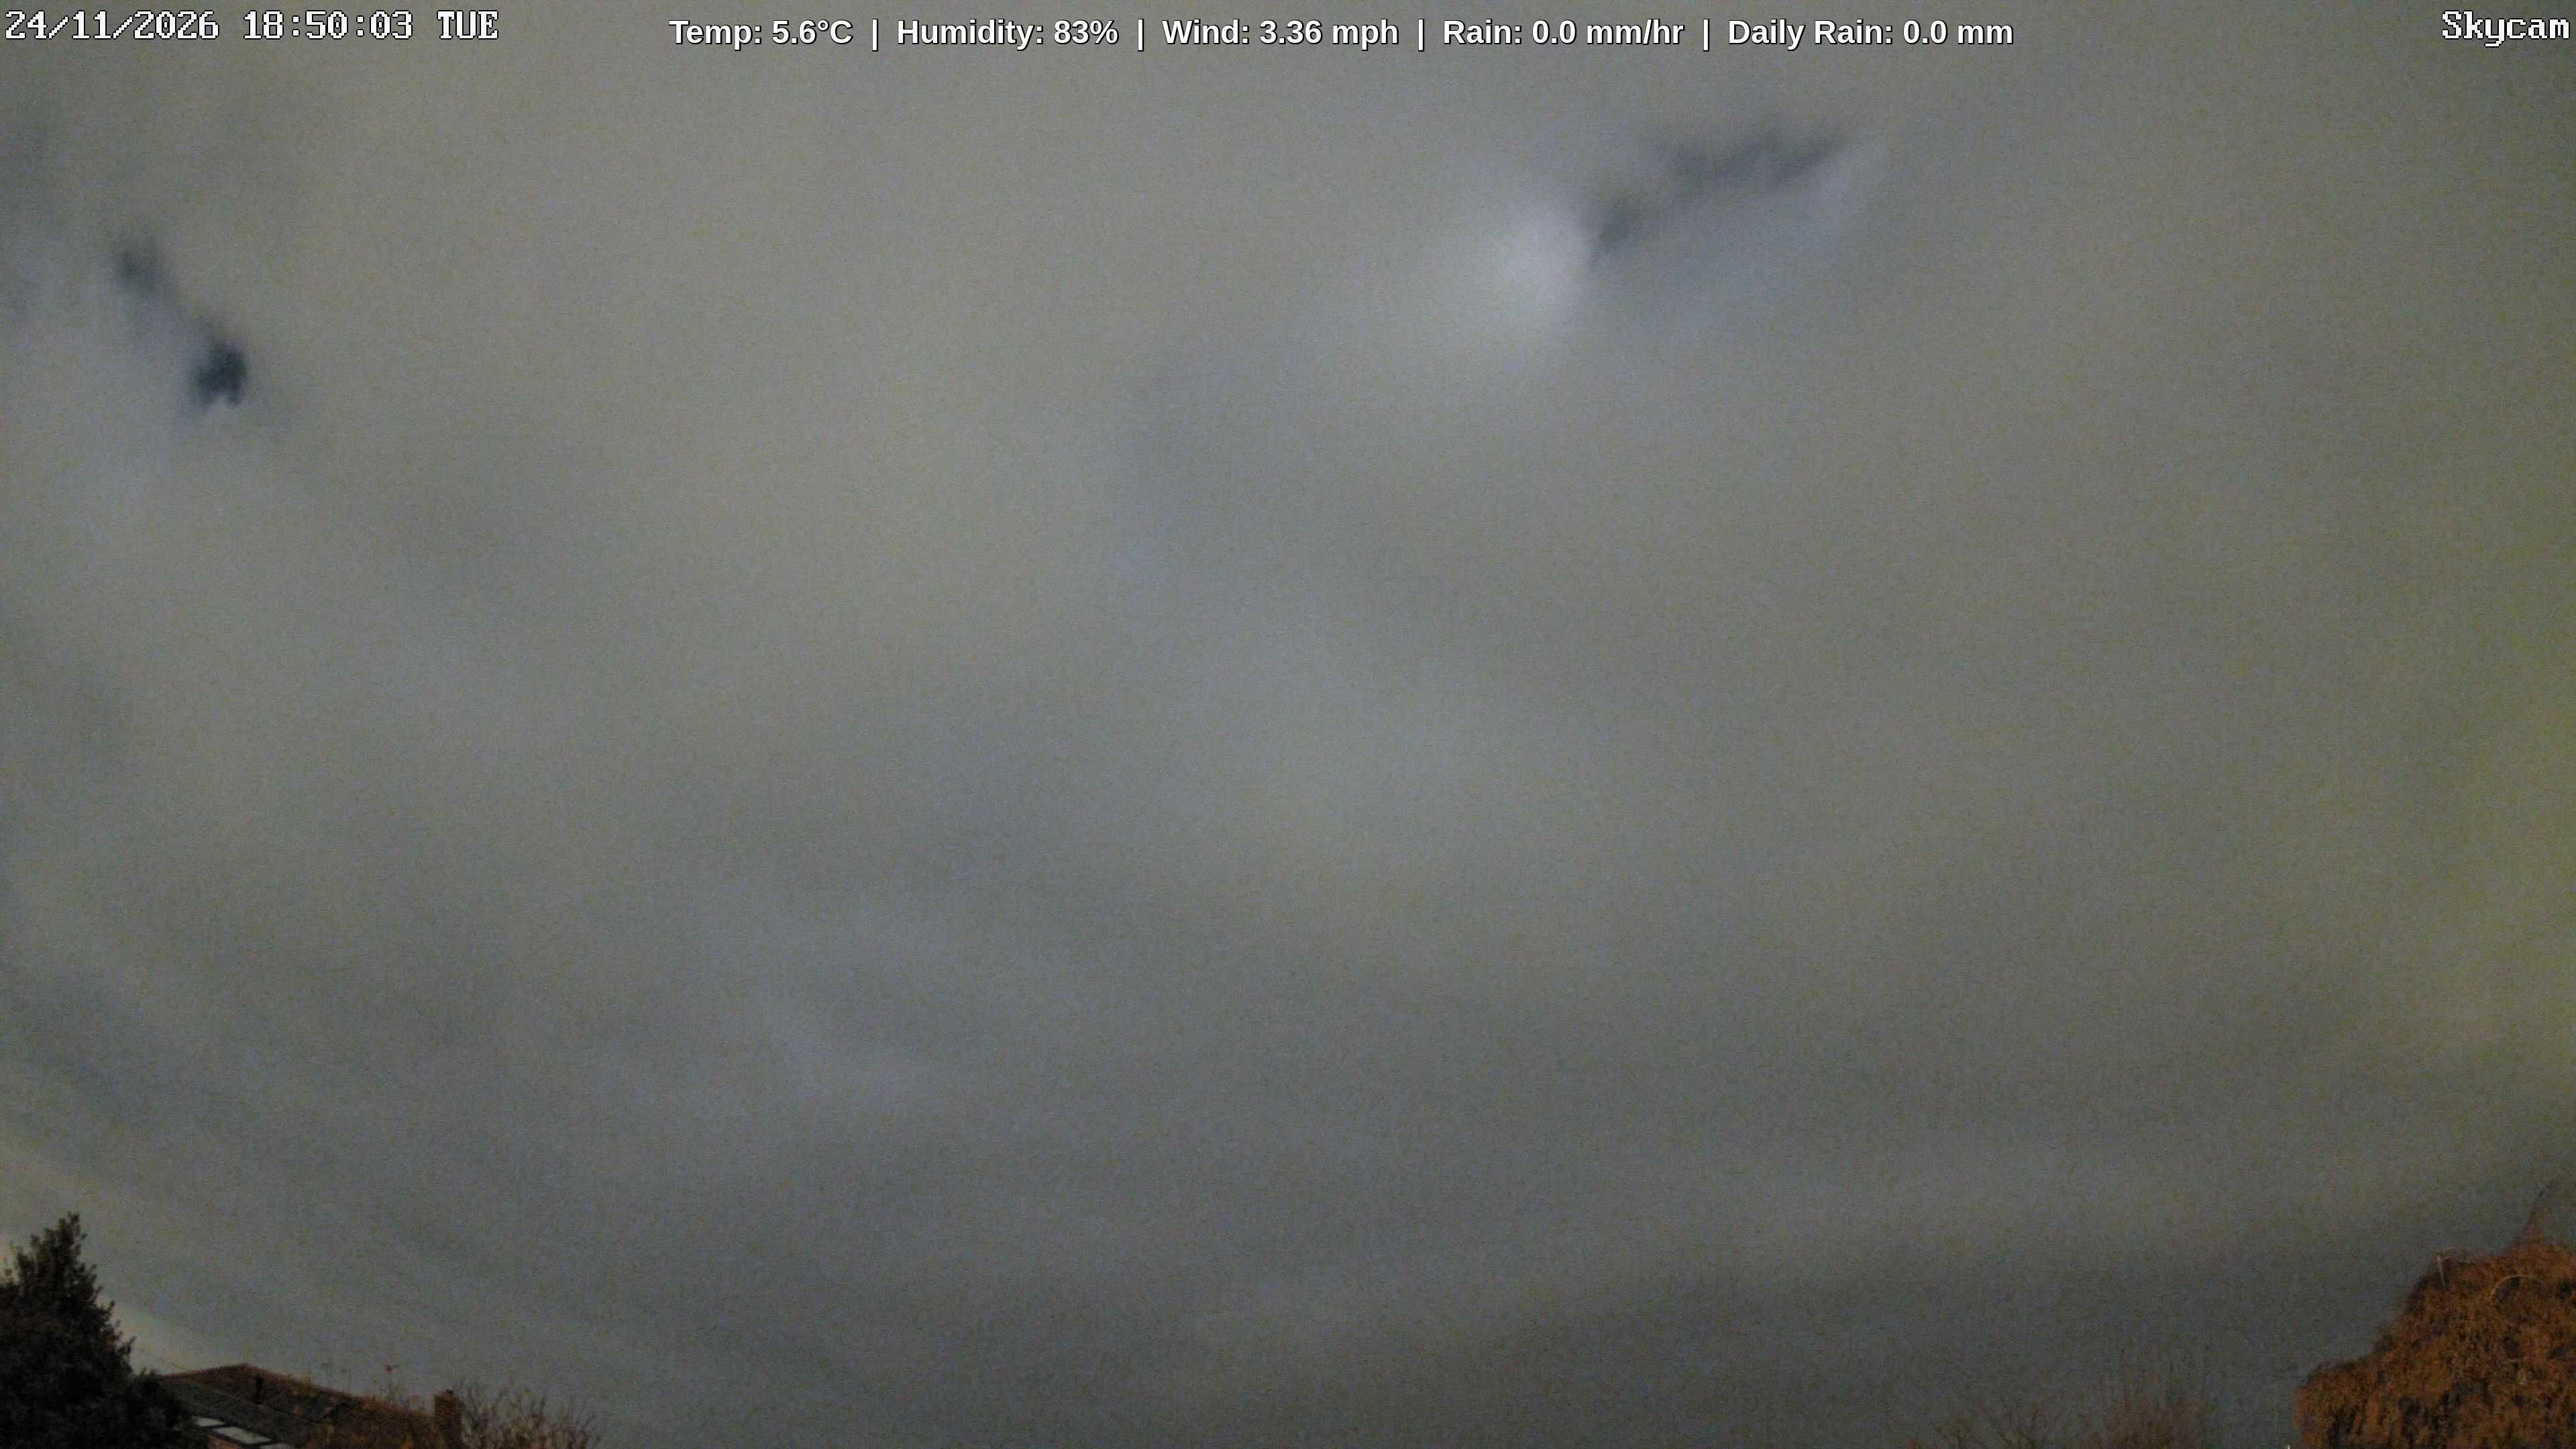 24/11/2026 18:50:03 TUE
Temp: 5.6°C | Humidity: 83% | Wind: 3.36 mph | Rain: 0.0 mm/hr | Daily Rain: 0.0 mm
Skycam